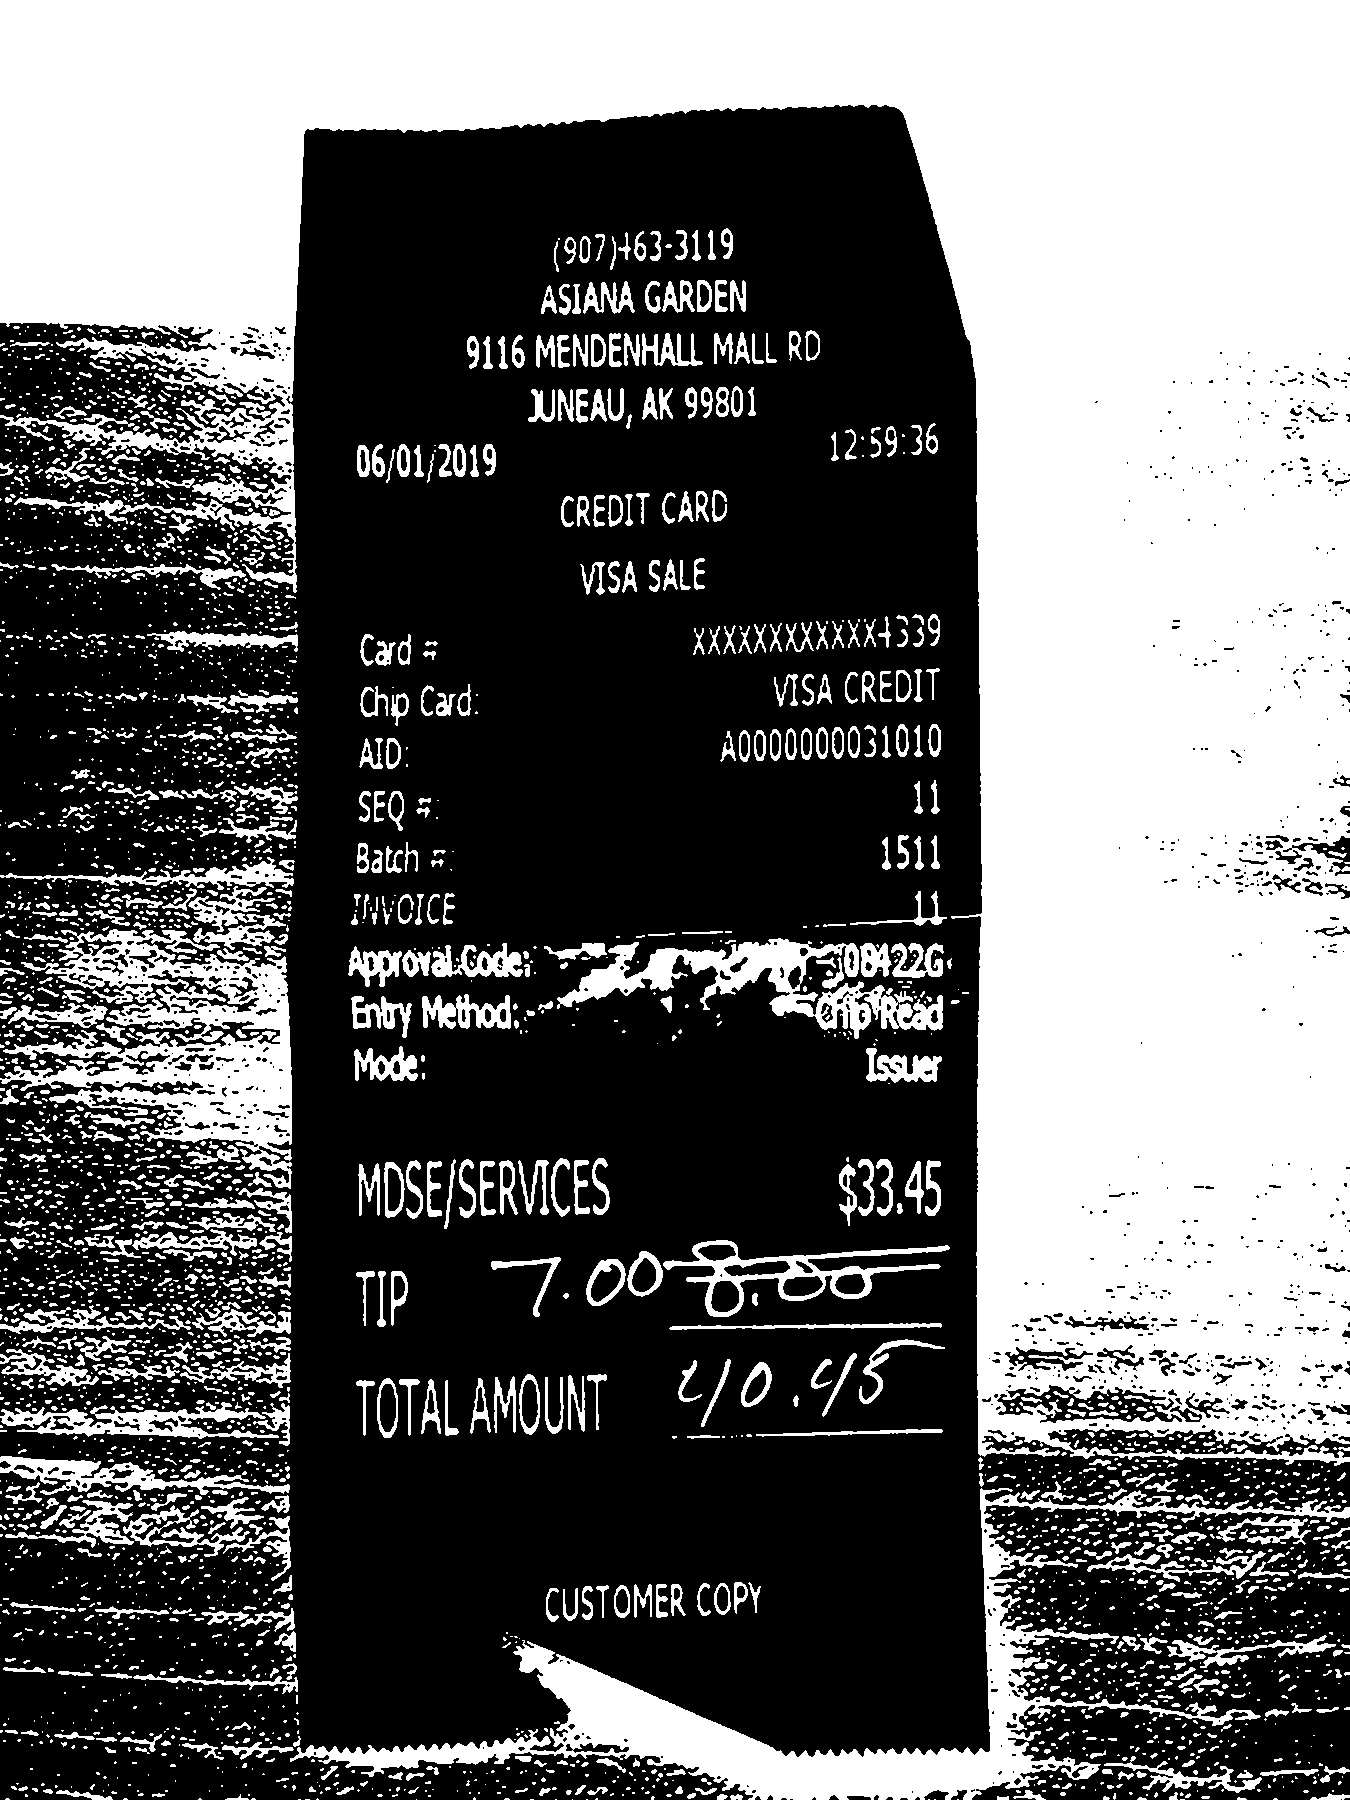 (907)463-3119
ASIANA GARDEN
9116 MENDENHALL MALL RD
JUNEAU, AK 99801
06/01/2019 12:59:36
CREDIT CARD
VISA SALE
Card # XXXXXXXXXXXX4339
Chip Card: VISA CREDIT
AID: A0000000031010
SEQ #: 11
Batch #: 1511
INVOICE 11
Approval Code: 08422G
Entry Method: Chip Read
Mode: Issuer
MDSE/SERVICES $33.45
TIP 7.00 8.00
TOTAL AMOUNT 40.45
CUSTOMER COPY